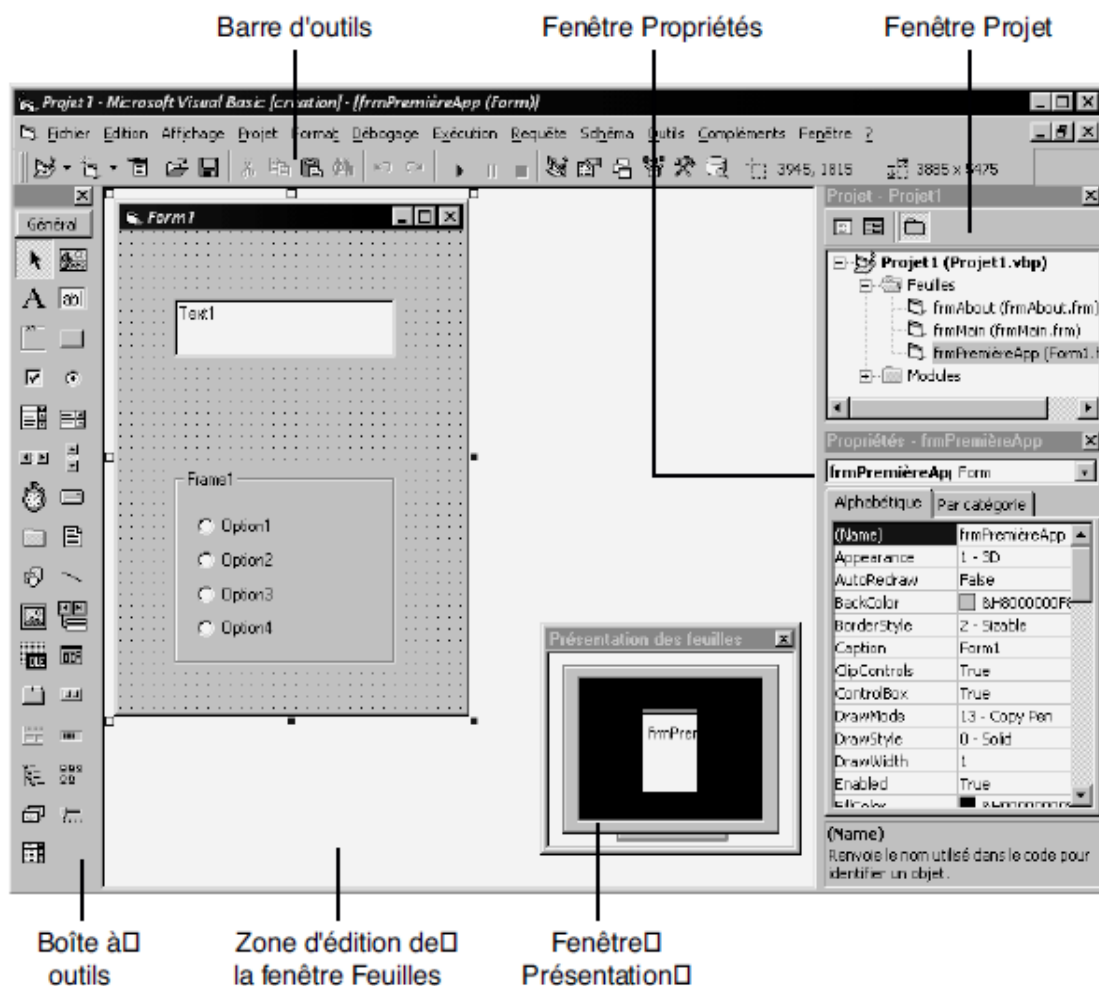 Barre d'outils
Fenêtre Propriétés
Fenêtre Projet
Projet 1 - Microsoft Visual Basic [création] - [frmPremièreApp (Form)]
Fichier Edition Affichage Projet Format Débogage Exécution Requête Schéma Outils Compléments Fenêtre ?
3945, 1815
3885 x 5475
Général
Form1
Text1
Frame1
Option1
Option2
Option3
Option4
Projet - Projet1
Projet1 (Projet1.vbp)
Feuilles
frmAbout (frmAbout.frm)
frmMain (frmMain.frm)
frmPremièreApp (Form1.f
Modules
Propriétés - frmPremièreApp
frmPremièreAp Form
Alphabétique Par catégorie
(Name) frmPremièreApp
Appearance 1 - 3D
AutoRedraw False
BackColor &H8000000F&
BorderStyle 2 - Sizable
Caption Form1
ClipControls True
ControlBox True
DrawMode 13 - Copy Pen
DrawStyle 0 - Solid
DrawWidth 1
Enabled True
(Name)
Renvoie le nom utilisé dans le code pour
identifier un objet.
Présentation des feuilles
frmPrer
Boîte à
outils
Zone d'édition de
la fenêtre Feuilles
Fenêtre
Présentation